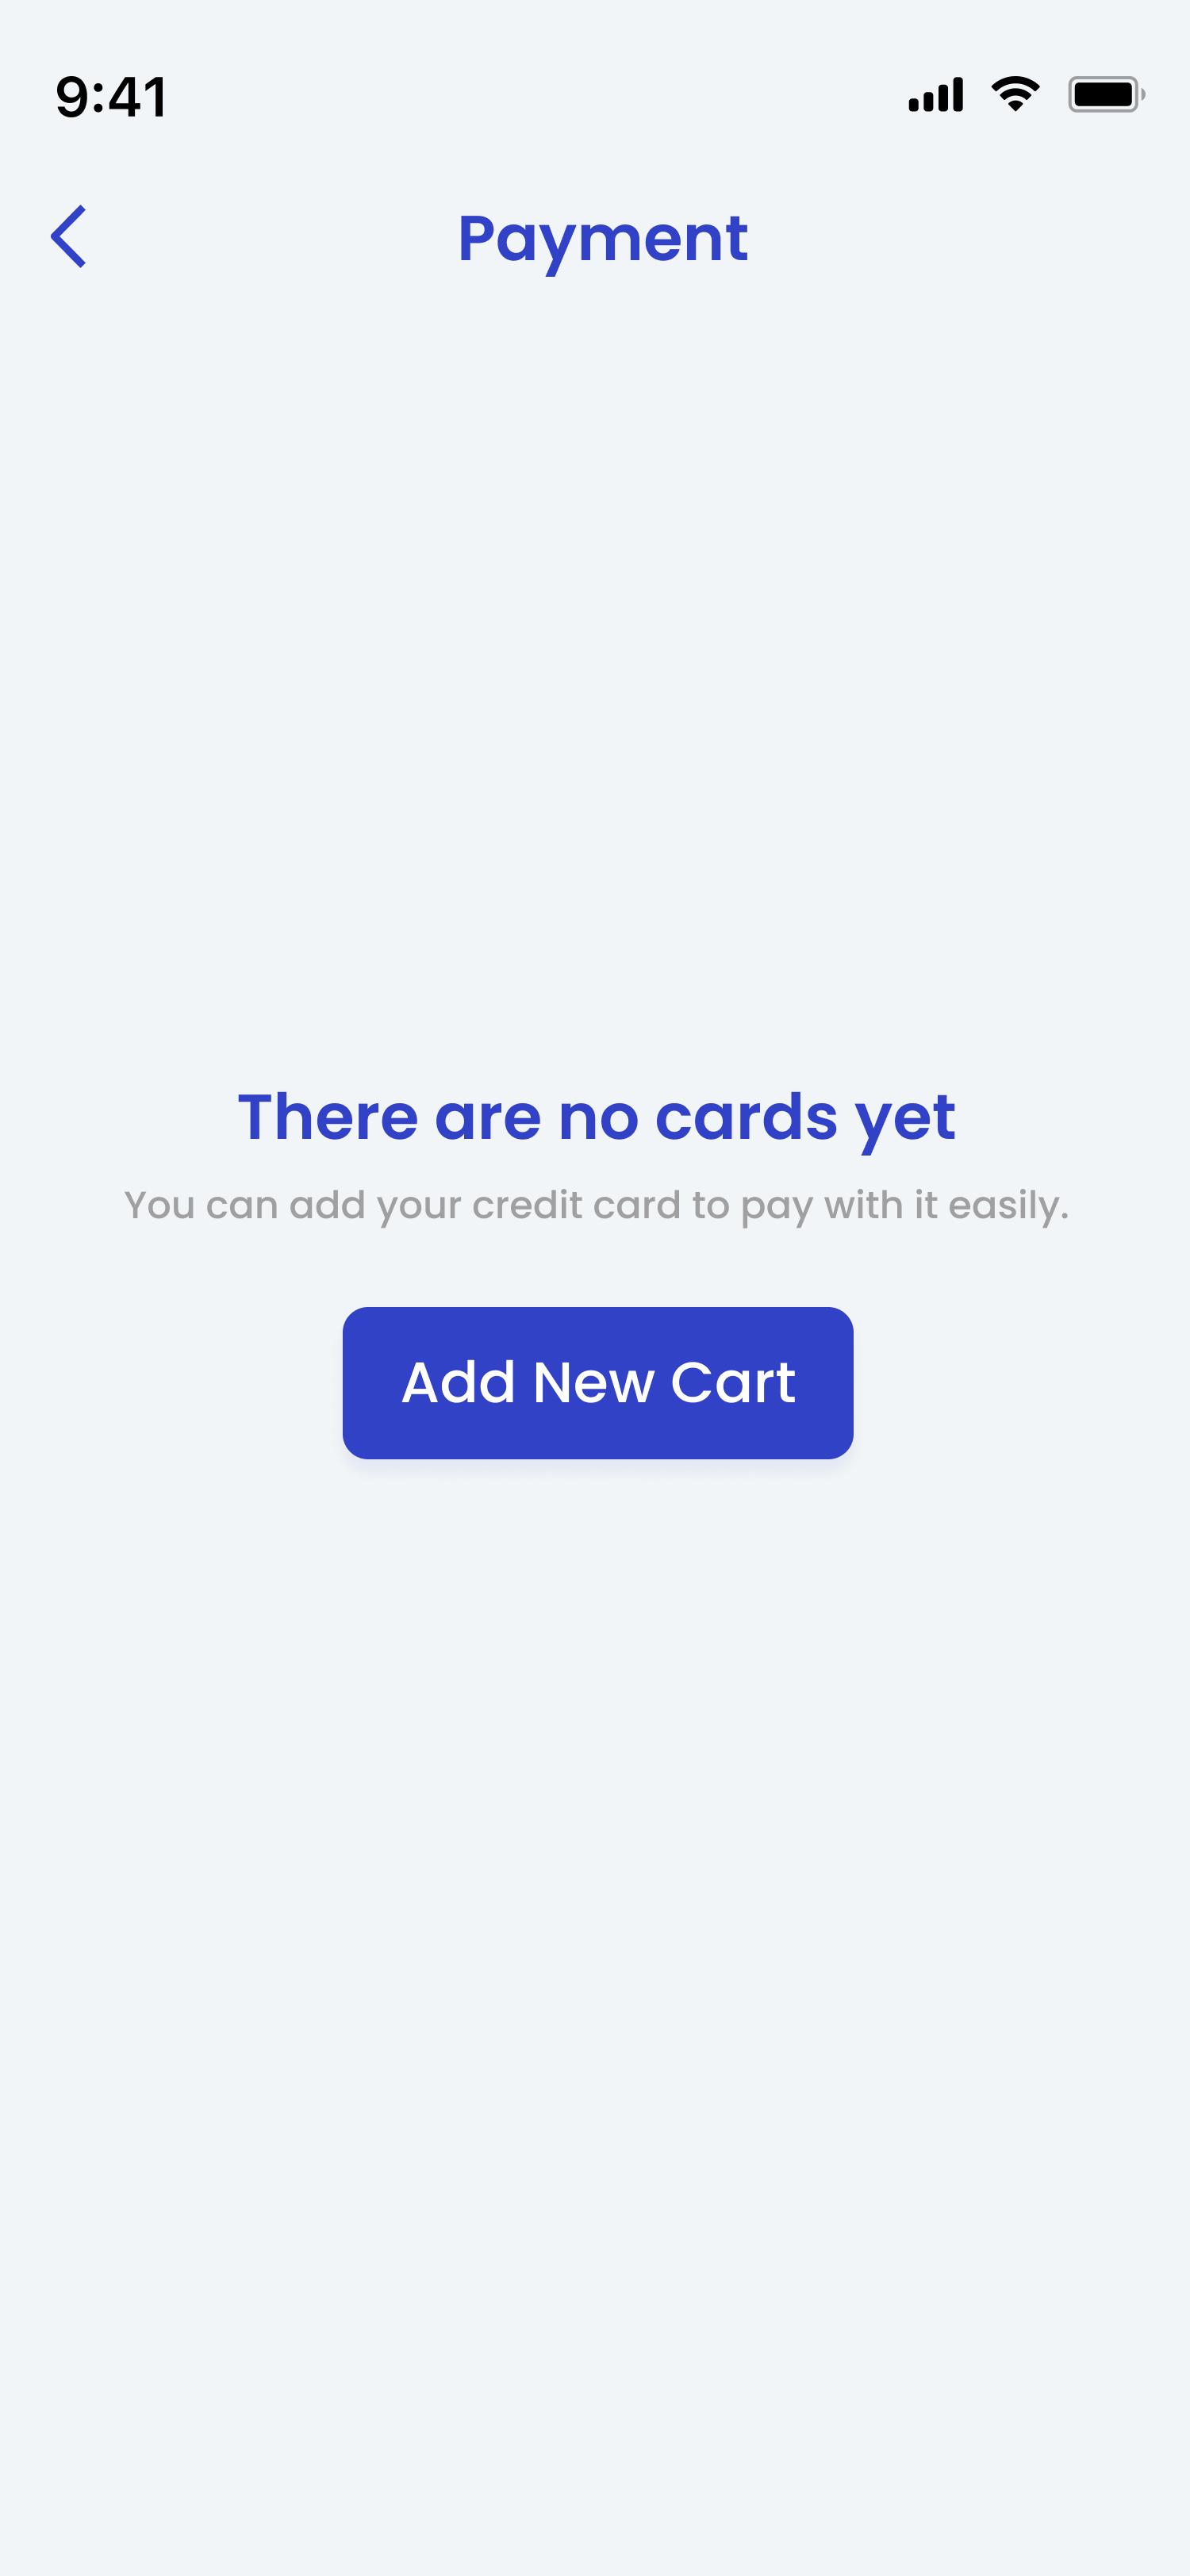 9:41
Payment
There are no cards yet
You can add your credit card to pay with it easily.
Add New Cart